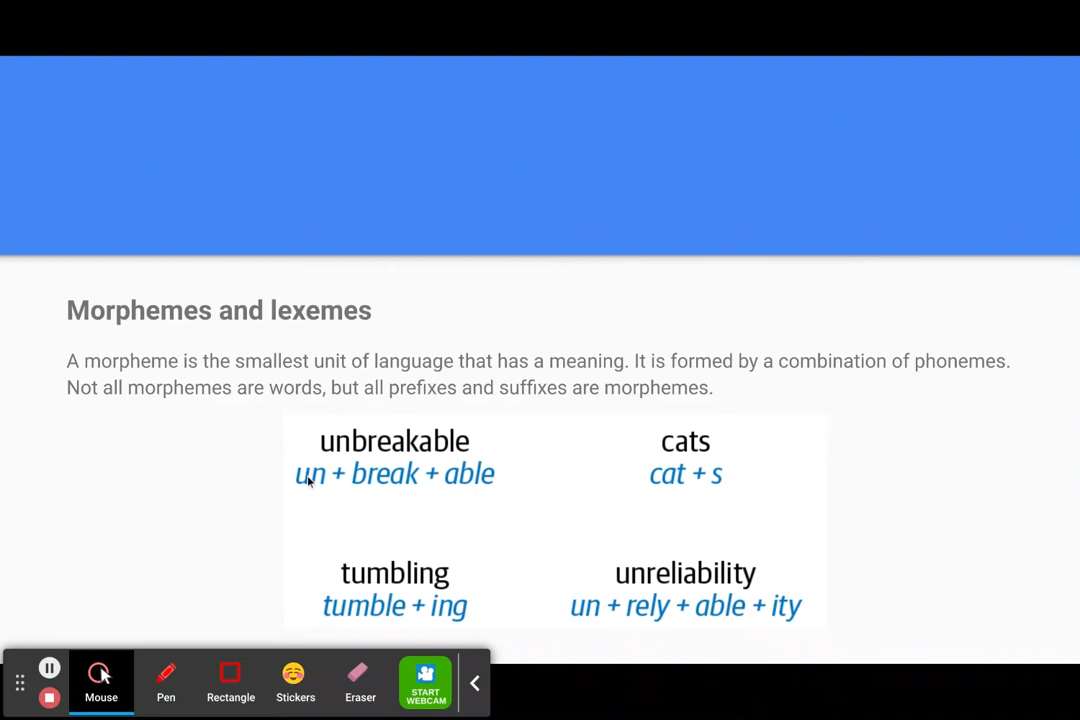 Morphemes and lexemes
A morpheme is the smallest unit of language that has a meaning. It is formed by a combination of phonemes.
Not all morphemes are words, but all prefixes and suffixes are morphemes.
unbreakable
un + break + able
cats
cat + s
tumbling
tumble + ing
unreliability
un + rely + able + ity
Mouse
Pen
Rectangle
Stickers
Eraser
START
WEBCAM